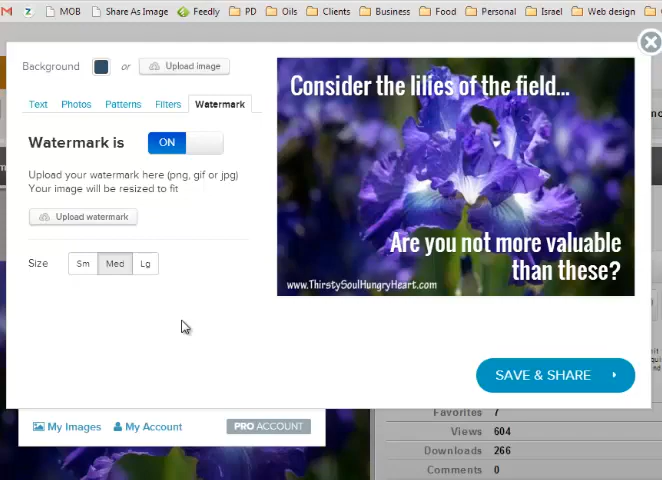 MOB Share As Image Feedly PD Oils Clients Business Food Personal Israel Web design
Background or Upload image
Text Photos Patterns Filters Watermark
Watermark is ON
Upload your watermark here (png, gif or jpg)
Your image will be resized to fit
Upload watermark
Size Sm Med Lg
Consider the lilies of the field...
Are you not more valuable
than these?
www.ThirstySoulHungryHeart.com
SAVE & SHARE
My Images My Account PRO ACCOUNT
Favorites 7
Views 604
Downloads 266
Comments 0